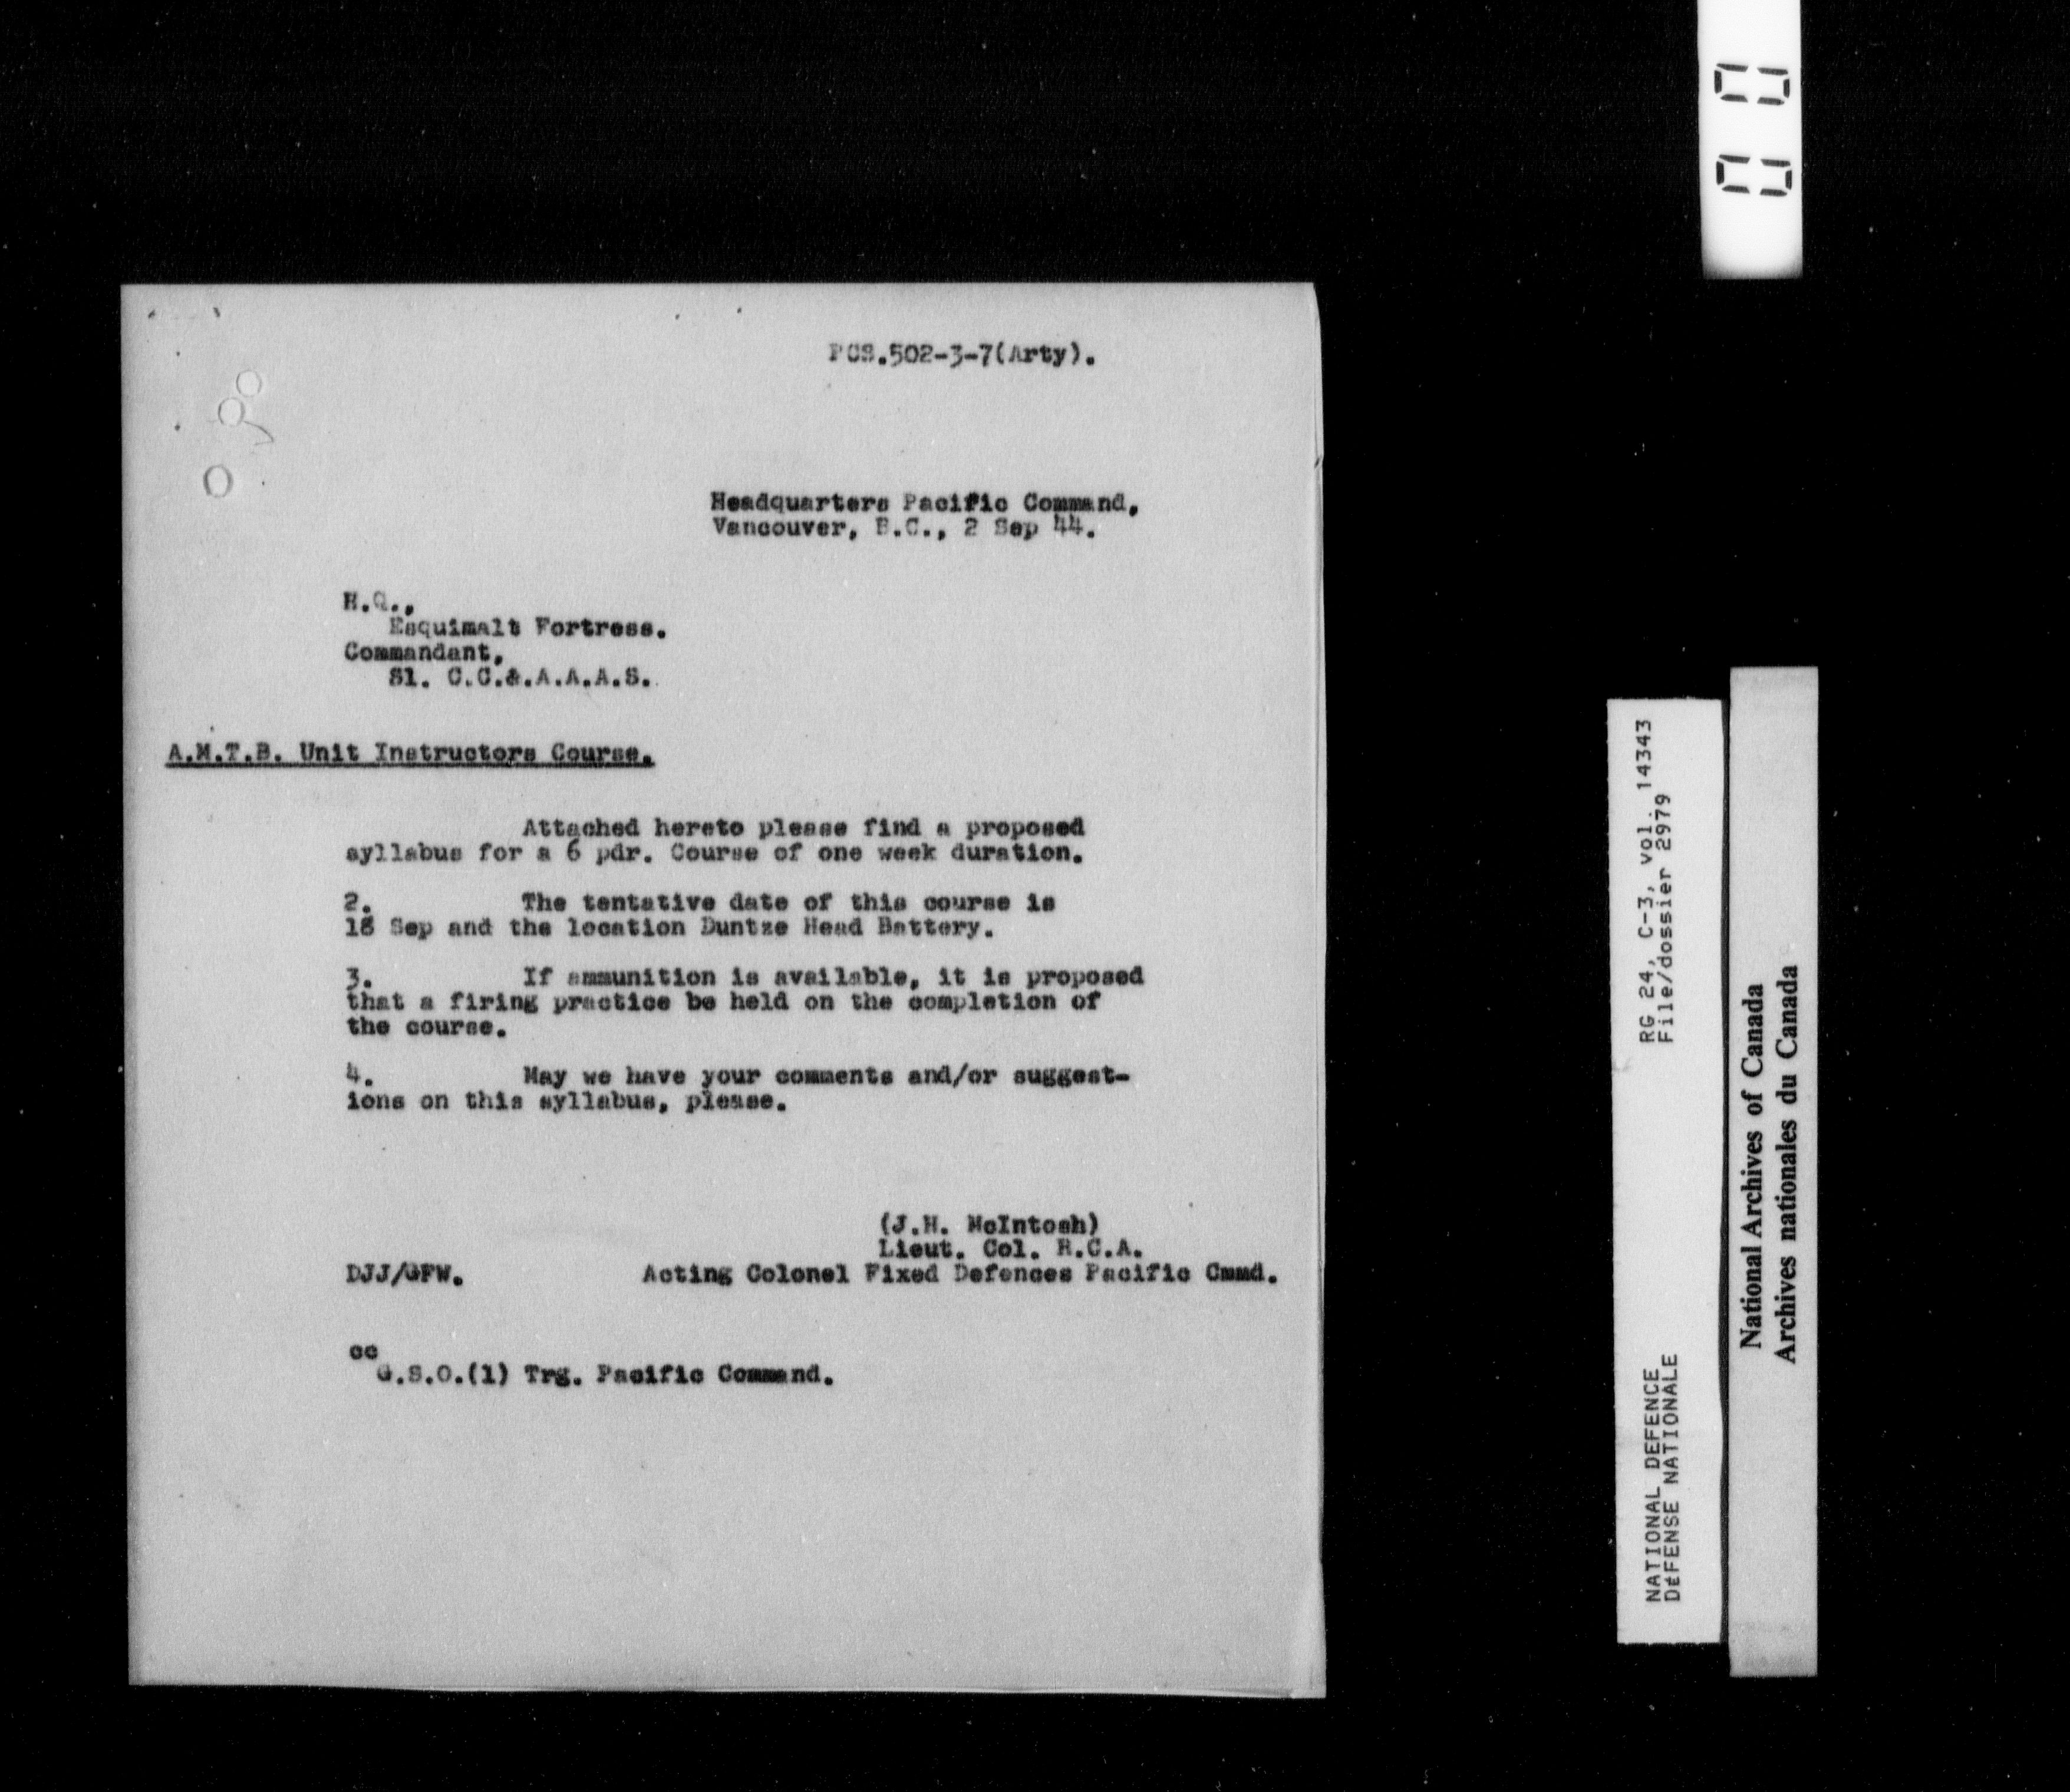 PCS.502-3-7(Arty).
Headquarters Pacific Command,
Vancouver, B.C., 2 Sep 44.
H.Q.,
Esquimalt Fortress.
Commandant,
S1. C.C.&.A.A.A.S.
A.M.T.B. Unit Instructors Course.
Attached hereto please find a proposed
syllabus for a 6 pdr. Course of one week duration.
2. The tentative date of this course is
18 Sep and the location Duntze Head Battery.
3. If ammunition is available, it is proposed
that a firing practice be held on the completion of
the course.
4. May we have your comments and/or suggest-
ions on this syllabus, please.
(J.H. McIntosh)
Lieut. Col. R.C.A.
DJJ/GFW. Acting Colonel Fixed Defences Pacific Cmmd.
cc
G.S.O.(1) Trg. Pacific Command.
NATIONAL DEFENCE RG 24, C-3, vol. 14343
DéFENSE NATIONALE File/dossier 2979
National Archives of Canada
Archives nationales du Canada